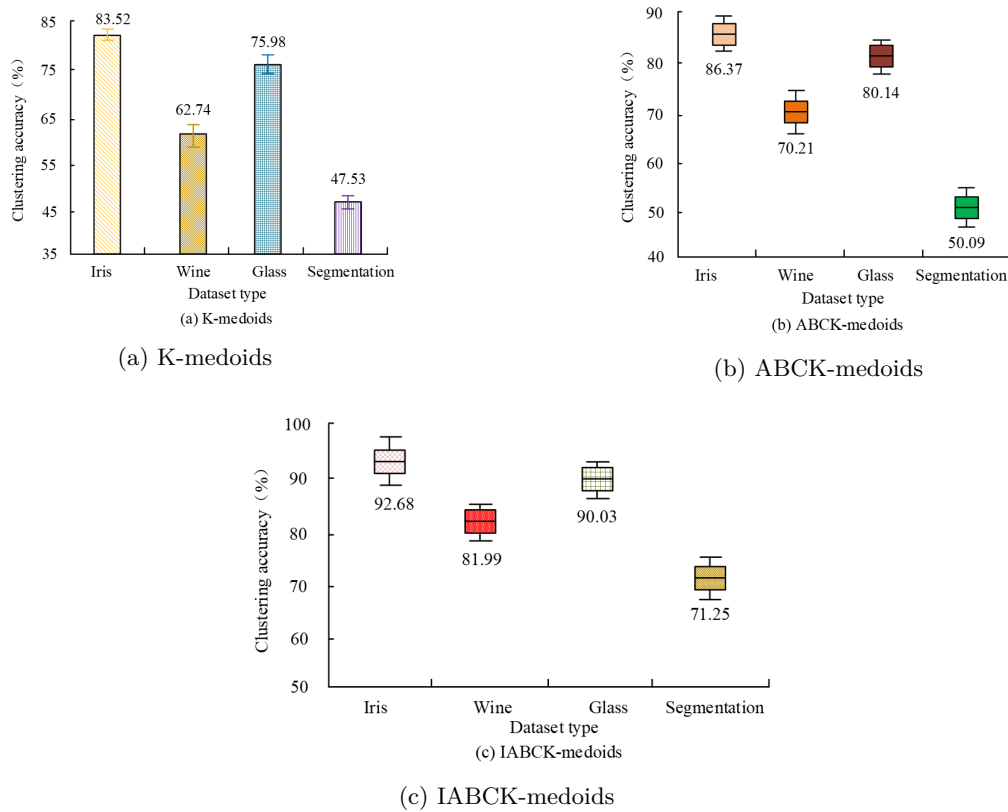 Clustering accuracy（%）
85
75
65
55
45
35
83.52
62.74
75.98
47.53
Iris Wine Glass Segmentation
Dataset type
(a) K-medoids
(a) K-medoids
Clustering accuracy（%）
90
80
70
60
50
40
86.37
70.21
80.14
50.09
Iris Wine Glass Segmentation
Dataset type
(b) ABCK-medoids
(b) ABCK-medoids
Clustering accuracy（%）
100
90
80
70
60
50
92.68
81.99
90.03
71.25
Iris Wine Glass Segmentation
Dataset type
(c) IABCK-medoids
(c) IABCK-medoids